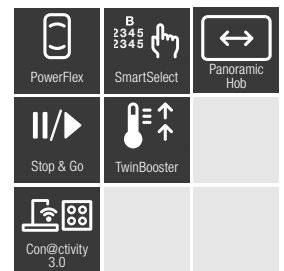 B
2345
2345
PowerFlex
SmartSelect
Panoramic
Hob
Stop & Go
TwinBooster
Con@ctivity
3.0